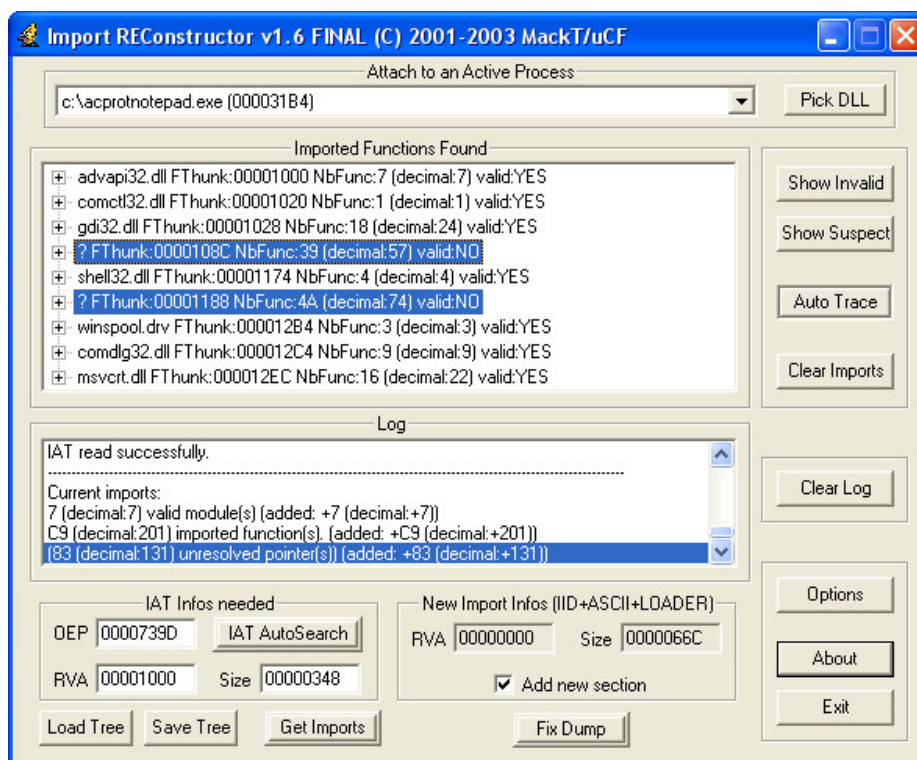 Import REConstructor v1.6 FINAL (C) 2001-2003 MackT/uCF
Attach to an Active Process
c:\acprotnotepad.exe (000031B4)
Pick DLL
Imported Functions Found
advapi32.dll FThunk:00001000 NbFunc:7 (decimal:7) valid:YES
comctl32.dll FThunk:00001020 NbFunc:1 (decimal:1) valid:YES
gdi32.dll FThunk:00001028 NbFunc:18 (decimal:24) valid:YES
? FThunk:0000108C NbFunc:39 (decimal:57) valid:NO
shell32.dll FThunk:00001174 NbFunc:4 (decimal:4) valid:YES
? FThunk:00001188 NbFunc:4A (decimal:74) valid:NO
winspool.drv FThunk:000012B4 NbFunc:3 (decimal:3) valid:YES
comdlg32.dll FThunk:000012C4 NbFunc:9 (decimal:9) valid:YES
msvcrt.dll FThunk:000012EC NbFunc:16 (decimal:22) valid:YES
Show Invalid
Show Suspect
Auto Trace
Clear Imports
Log
IAT read successfully.
Current imports:
7 (decimal:7) valid module(s) (added: +7 (decimal:+7))
C9 (decimal:201) imported function(s). (added: +C9 (decimal:+201))
(83 (decimal:131) unresolved pointer(s)) (added: +83 (decimal:+131))
Clear Log
IAT Infos needed
OEP 0000739D IAT AutoSearch
RVA 00001000 Size 00000348
New Import Infos (IID+ASCII+LOADER)
RVA 00000000 Size 0000066C
Add new section
Options
About
Exit
Load Tree Save Tree Get Imports Fix Dump